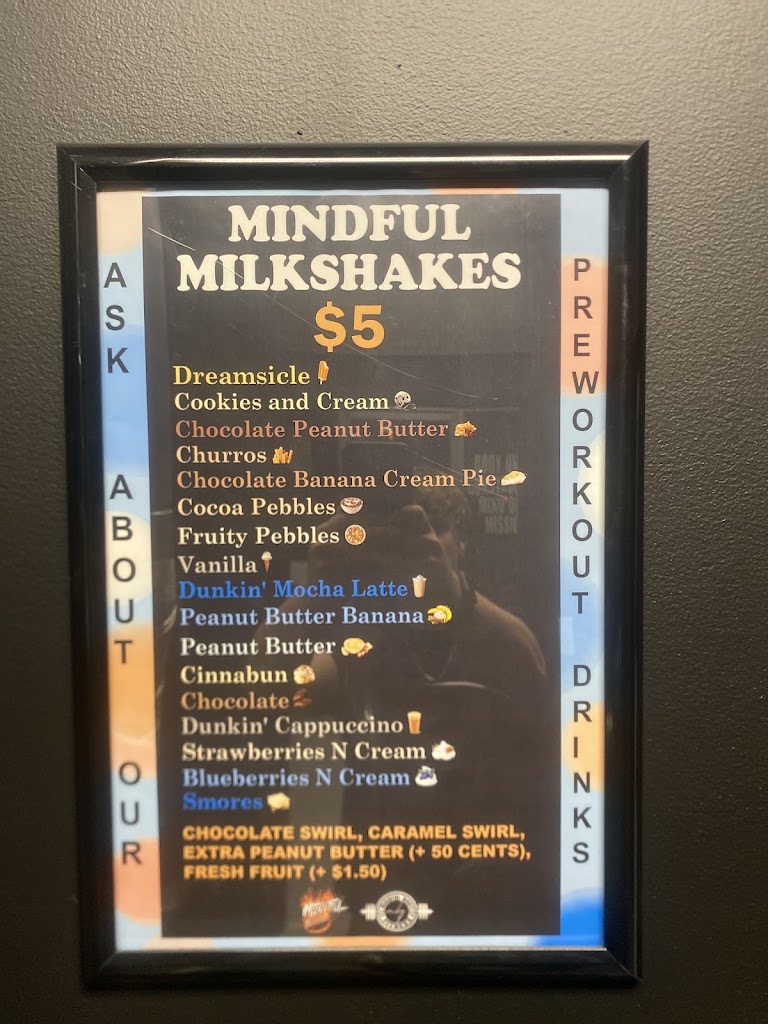 MINDFUL
MILKSHAKES
$5
Dreamsicle
Cookies and Cream
Chocolate Peanut Butter
Churros
Chocolate Banana Cream Pie
Cocoa Pebbles
Fruity Pebbles
Vanilla
Dunkin' Mocha Latte
Peanut Butter Banana
Peanut Butter
Cinnabun
Chocolate
Dunkin' Cappuccino
Strawberries N Cream
Blueberries N Cream
Smores
CHOCOLATE SWIRL, CARAMEL SWIRL,
EXTRA PEANUT BUTTER (+ 50 CENTS),
FRESH FRUIT (+ $1.50)
ASK ABOUT OUR
PREWORKOUT DRINKS